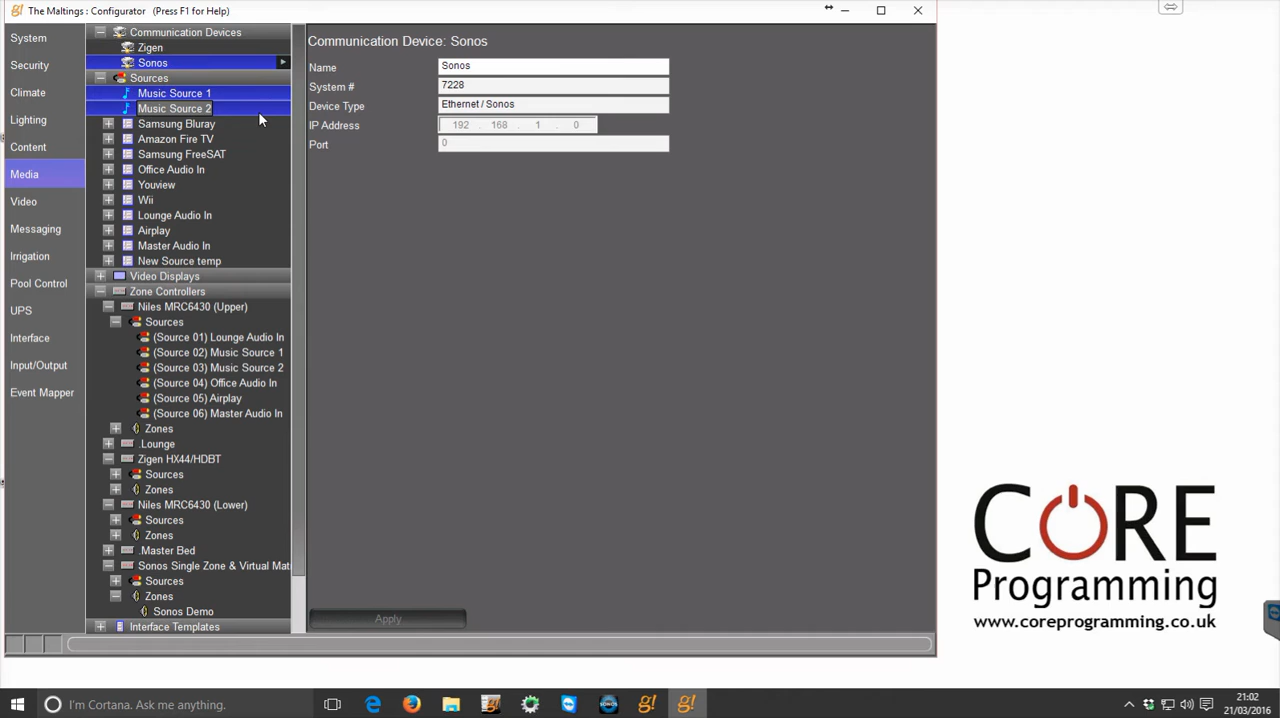 The Maltings : Configurator (Press F1 for Help)
System
Security
Climate
Lighting
Content
Media
Video
Messaging
Irrigation
Pool Control
UPS
Interface
Input/Output
Event Mapper
Communication Devices
Zigen
Sonos
Sources
Music Source 1
Music Source 2
Samsung Bluray
Amazon Fire TV
Samsung FreeSAT
Office Audio In
Youview
Wii
Lounge Audio In
Airplay
Master Audio In
New Source temp
Video Displays
Zone Controllers
Niles MRC6430 (Upper)
Sources
(Source 01) Lounge Audio In
(Source 02) Music Source 1
(Source 03) Music Source 2
(Source 04) Office Audio In
(Source 05) Airplay
(Source 06) Master Audio In
Zones
.Lounge
Zigen HX44/HDBT
Sources
Zones
Niles MRC6430 (Lower)
Sources
Zones
.Master Bed
Sonos Single Zone & Virtual Mat
Sources
Zones
Sonos Demo
Interface Templates
Communication Device: Sonos
Name Sonos
System # 7228
Device Type Ethernet / Sonos
IP Address 192 . 168 . 1 . 0
Port 0
Apply
CORE
Programming
www.coreprogramming.co.uk
I'm Cortana. Ask me anything.
SONOS
g!
g!
21:02
21/03/2016